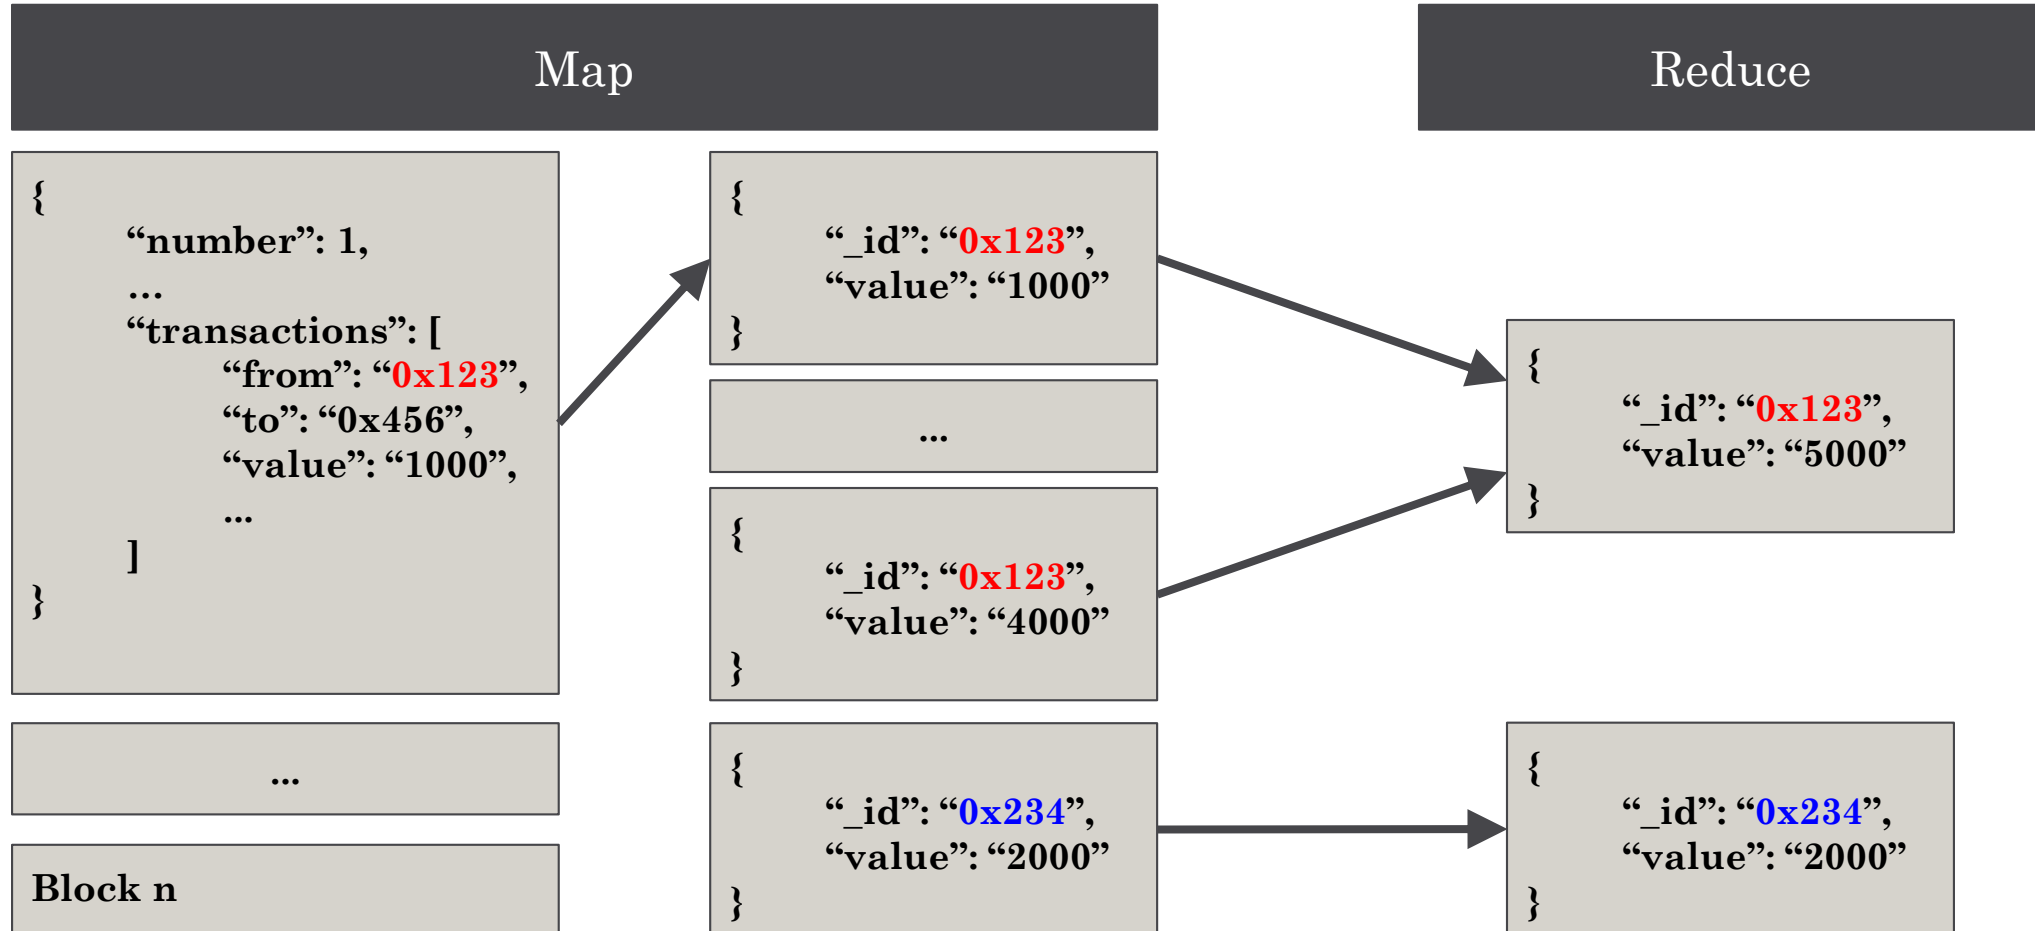 Map
Reduce
{
“number”: 1,
...
“transactions”: [
“from”: “0x123”,
“to”: “0x456”,
“value”: “1000”,
...
]
}
...
Block n
{
“_id”: “0x123”,
“value”: “1000”
}
...
{
“_id”: “0x123”,
“value”: “4000”
}
{
“_id”: “0x234”,
“value”: “2000”
}
{
“_id”: “0x123”,
“value”: “5000”
}
{
“_id”: “0x234”,
“value”: “2000”
}